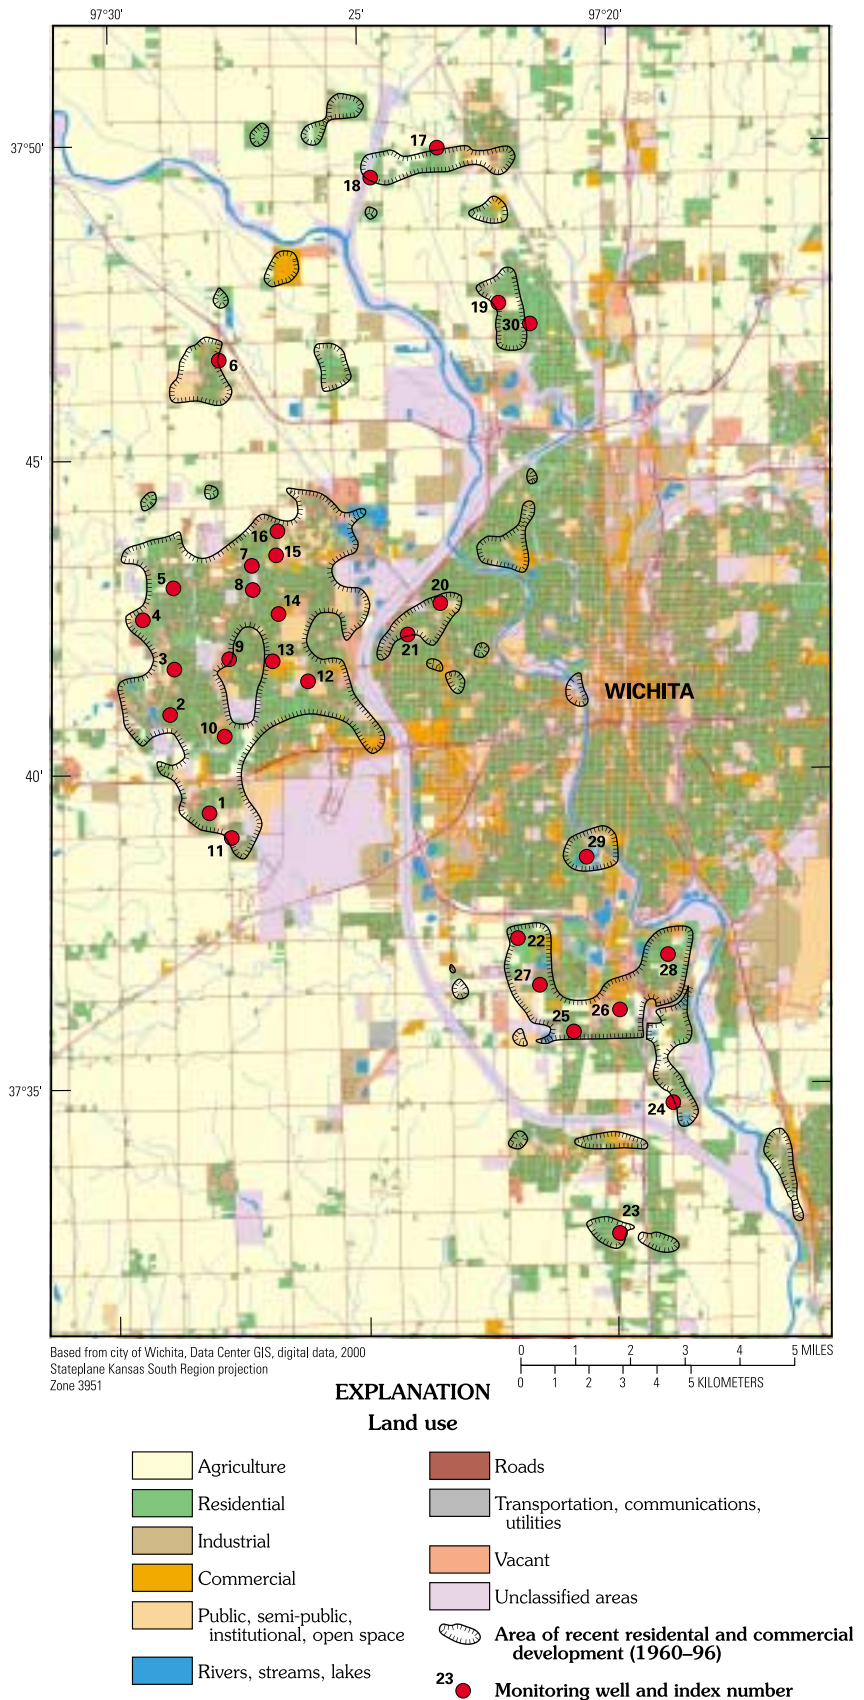 97°30'
25'
97°20'
37°50'
17
18
19
30
6
45'
16
15
7
5
8
20
14
4
21
9
13
3
12
WICHITA
2
10
40'
1
29
11
22
28
27
26
25
37°35'
24
23
Based from city of Wichita, Data Center GIS, digital data, 2000
Stateplane Kansas South Region projection
Zone 3951
0 1 2 3 4 5 MILES
0 1 2 3 4 5 KILOMETERS
EXPLANATION
Land use
Agriculture
Residential
Industrial
Commercial
Public, semi-public,
institutional, open space
Rivers, streams, lakes
Roads
Transportation, communications,
utilities
Vacant
Unclassified areas
Area of recent residental and commercial
development (1960–96)
23
Monitoring well and index number